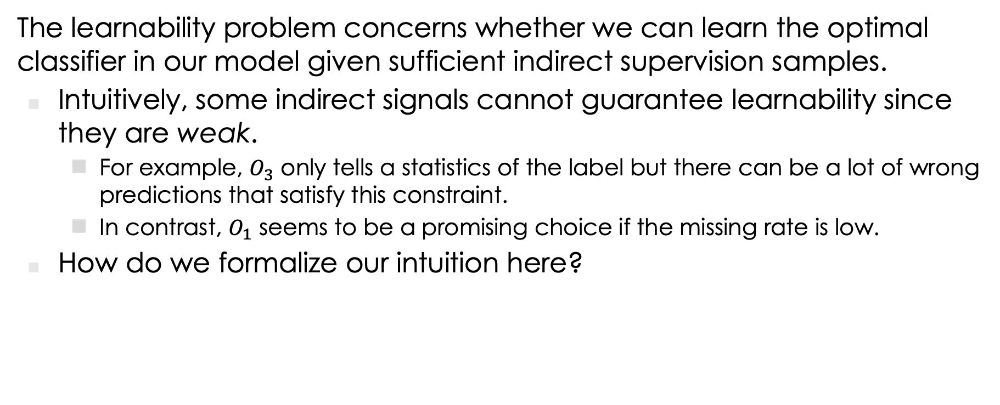 The learnability problem concerns whether we can learn the optimal
classifier in our model given sufficient indirect supervision samples.
Intuitively, some indirect signals cannot guarantee learnability since
they are weak.
For example, O₃ only tells a statistics of the label but there can be a lot of wrong
predictions that satisfy this constraint.
In contrast, O₁ seems to be a promising choice if the missing rate is low.
How do we formalize our intuition here?